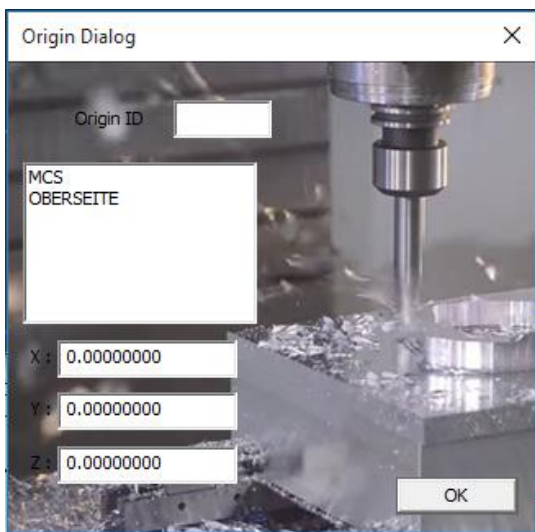 Origin Dialog
Origin ID
MCS
OBERSEITE
X : 0.00000000
Y : 0.00000000
Z : 0.00000000
OK